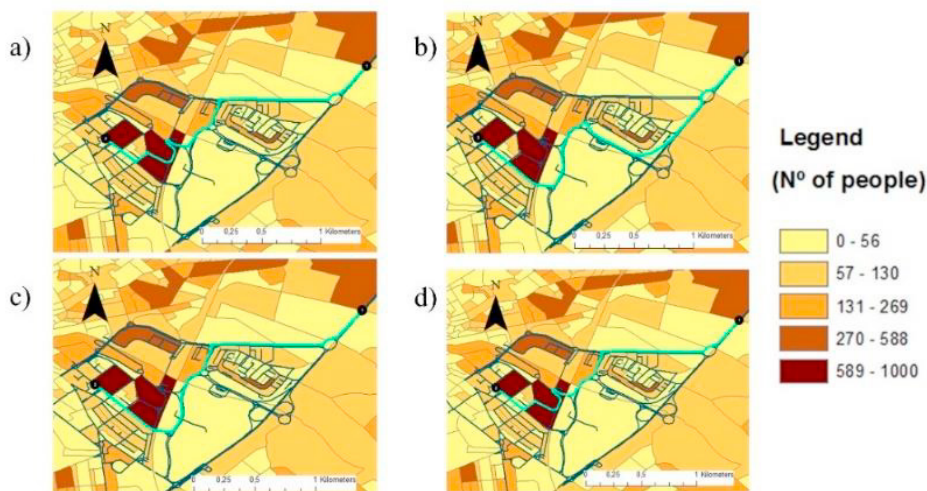 a)
N
0 0.25 0.5 1 Kilometers
b)
N
0 0.25 0.5 1 Kilometers
c)
N
0 0.25 0.5 1 Kilometers
d)
N
0 0.25 0.5 1 Kilometers
Legend
(Nº of people)
0 - 56
57 - 130
131 - 269
270 - 588
589 - 1000